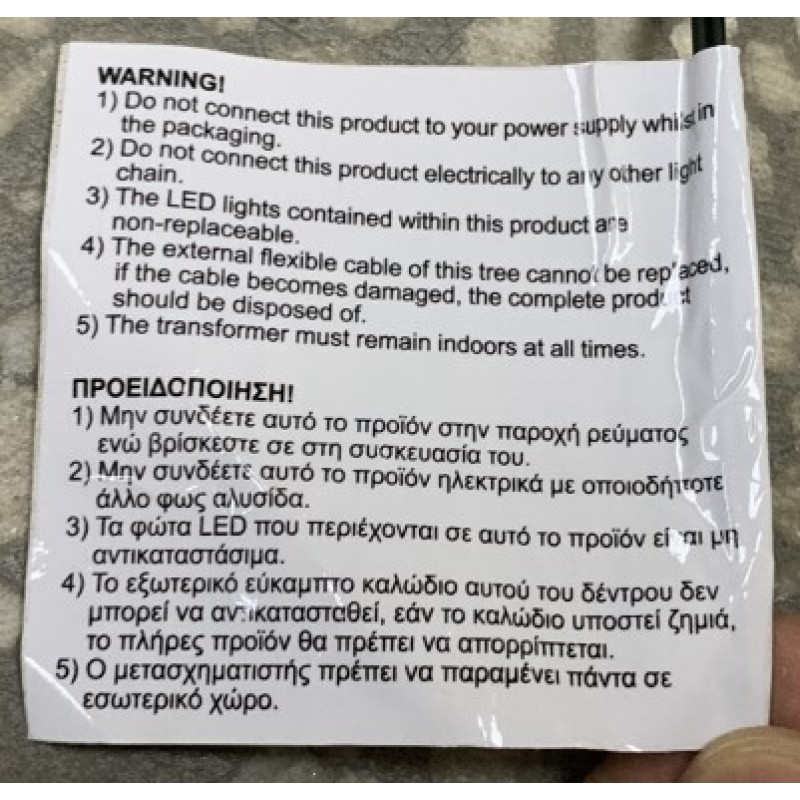 WARNING!
1) Do not connect this product to your power supply whilst in
the packaging.
2) Do not connect this product electrically to any other light
chain.
3) The LED lights contained within this product are
non-replaceable.
4) The external flexible cable of this tree cannot be replaced,
if the cable becomes damaged, the complete product
should be disposed of.
5) The transformer must remain indoors at all times.
ΠΡΟΕΙΔΟΠΟΙΗΣΗ!
1) Μην συνδέετε αυτό το προϊόν στην παροχή ρεύματος
ενώ βρίσκεστε σε στη συσκευασία του.
2) Μην συνδέετε αυτό το προϊόν ηλεκτρικά με οποιοδήποτε
άλλο φως αλυσίδα.
3) Τα φώτα LED που περιέχονται σε αυτό το προϊόν είναι μη
αντικαταστάσιμα.
4) Το εξωτερικό εύκαμπτο καλώδιο αυτού του δέντρου δεν
μπορεί να αντικατασταθεί, εάν το καλώδιο υποστεί ζημιά,
το πλήρες προϊόν θα πρέπει να απορρίπτεται.
5) Ο μετασχηματιστής πρέπει να παραμένει πάντα σε
εσωτερικό χώρο.